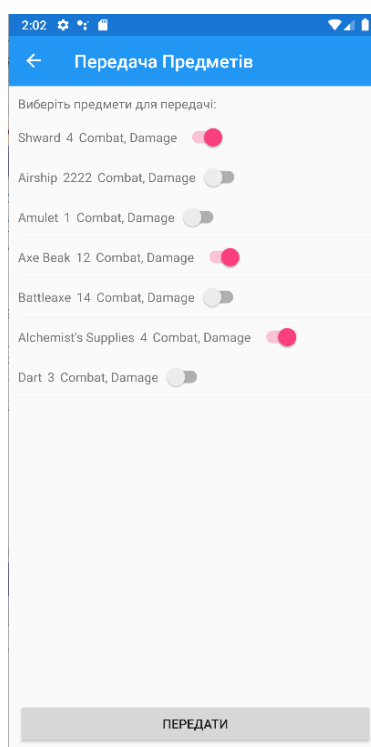 2:02
Передача Предметів
Виберіть предмети для передачі:
Shward 4 Combat, Damage
Airship 2222 Combat, Damage
Amulet 1 Combat, Damage
Axe Beak 12 Combat, Damage
Battleaxe 14 Combat, Damage
Alchemist's Supplies 4 Combat, Damage
Dart 3 Combat, Damage
ПЕРЕДАТИ